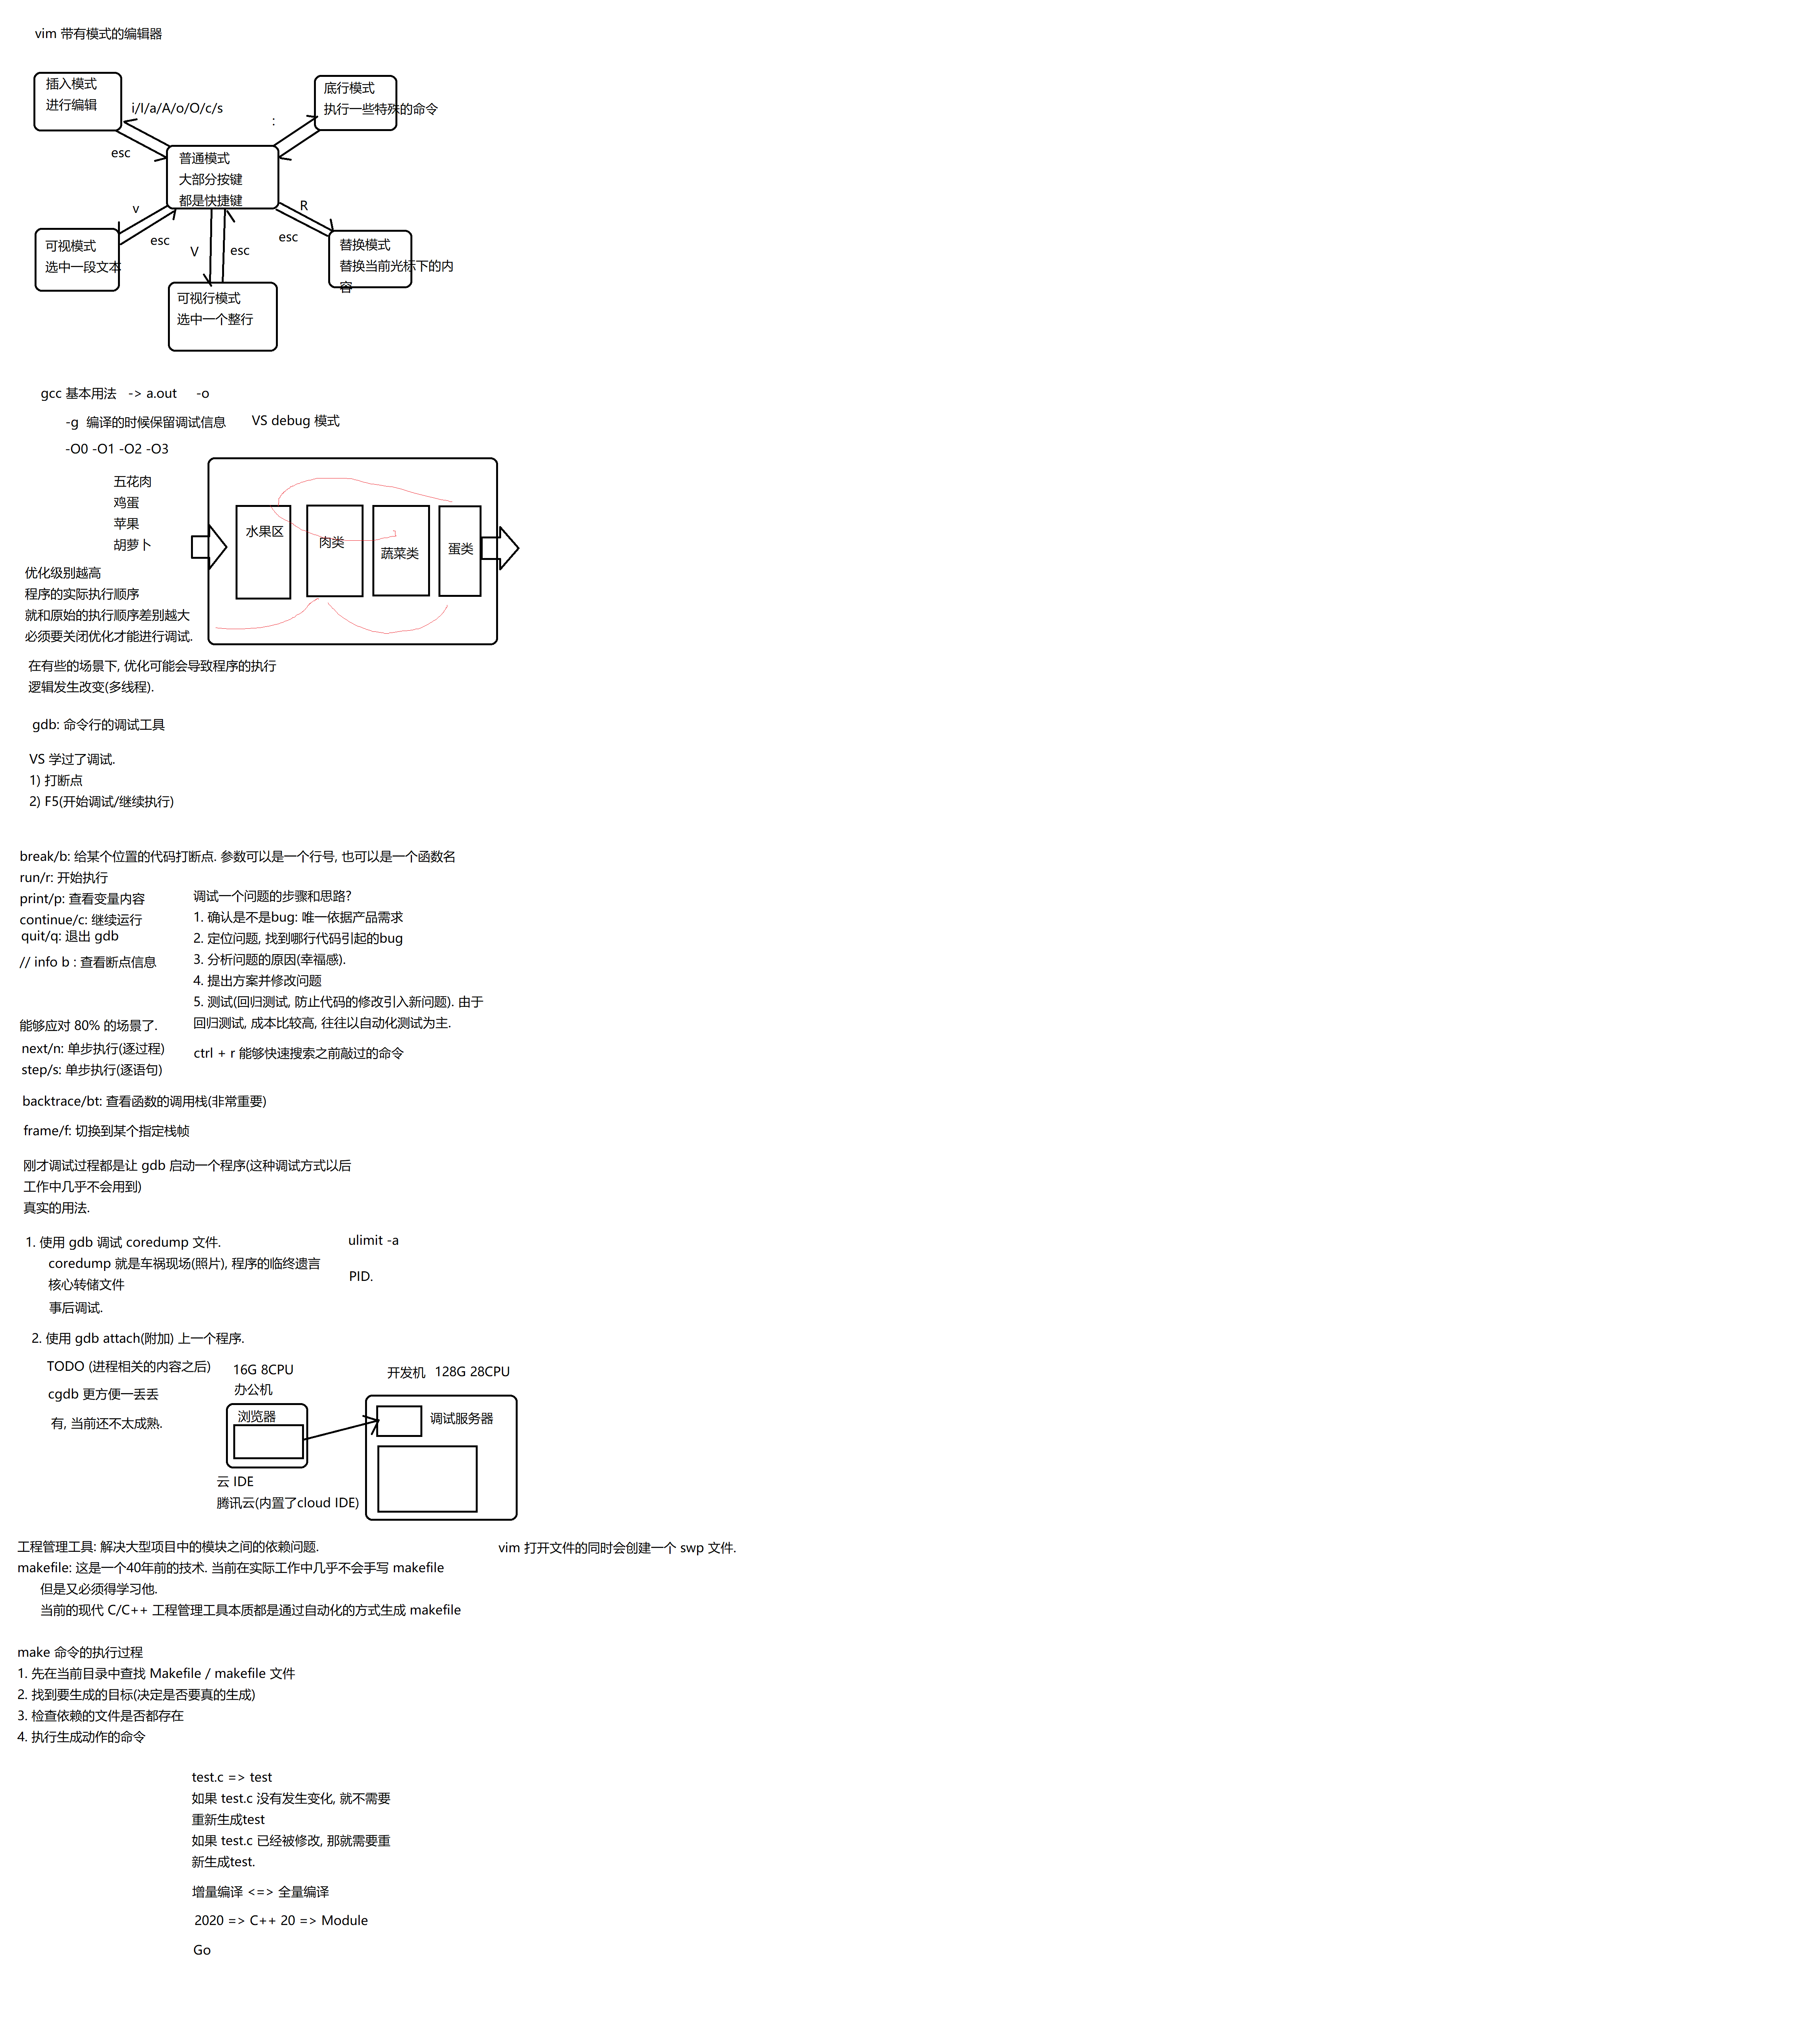 vim 带有模式的编辑器
插入模式
进行编辑
i/I/a/A/o/O/c/s
esc
底行模式
执行一些特殊的命令
:
普通模式
大部分按键
都是快捷键
v
esc
V
esc
R
esc
可视模式
选中一段文本
替换模式
替换当前光标下的内
容
可视行模式
选中一个整行
gcc 基本用法 -> a.out -o
-g 编译的时候保留调试信息
VS debug 模式
-O0 -O1 -O2 -O3
五花肉
鸡蛋
苹果
胡萝卜
水果区
肉类
蔬菜类
蛋类
优化级别越高
程序的实际执行顺序
就和原始的执行顺序差别越大
必须要关闭优化才能进行调试.
在有些的场景下, 优化可能会导致程序的执行
逻辑发生改变(多线程).
gdb: 命令行的调试工具
VS 学过了调试.
1) 打断点
2) F5(开始调试/继续执行)
break/b: 给某个位置的代码打断点. 参数可以是一个行号, 也可以是一个函数名
run/r: 开始执行
print/p: 查看变量内容
continue/c: 继续运行
quit/q: 退出 gdb
// info b : 查看断点信息
调试一个问题的步骤和思路?
1. 确认是不是bug: 唯一依据产品需求
2. 定位问题, 找到哪行代码引起的bug
3. 分析问题的原因(幸福感).
4. 提出方案并修改问题
5. 测试(回归测试, 防止代码的修改引入新问题). 由于
回归测试, 成本比较高, 往往以自动化测试为主.
能够应对 80% 的场景了.
next/n: 单步执行(逐过程)
step/s: 单步执行(逐语句)
ctrl + r 能够快速搜索之前敲过的命令
backtrace/bt: 查看函数的调用栈(非常重要)
frame/f: 切换到某个指定栈帧
刚才调试过程都是让 gdb 启动一个程序(这种调试方式以后
工作中几乎不会用到)
真实的用法.
1. 使用 gdb 调试 coredump 文件.
coredump 就是车祸现场(照片), 程序的临终遗言
核心转储文件
事后调试.
ulimit -a
PID.
2. 使用 gdb attach(附加) 上一个程序.
TODO (进程相关的内容之后)
cgdb 更方便一丢丢
有, 当前还不太成熟.
16G 8CPU
办公机
浏览器
开发机 128G 28CPU
调试服务器
云 IDE
腾讯云(内置了cloud IDE)
工程管理工具: 解决大型项目中的模块之间的依赖问题.
makefile: 这是一个40年前的技术. 当前在实际工作中几乎不会手写 makefile
但是又必须得学习他.
当前的现代 C/C++ 工程管理工具本质都是通过自动化的方式生成 makefile
vim 打开文件的同时会创建一个 swp 文件.
make 命令的执行过程
1. 先在当前目录中查找 Makefile / makefile 文件
2. 找到要生成的目标(决定是否要真的生成)
3. 检查依赖的文件是否都存在
4. 执行生成动作的命令
test.c => test
如果 test.c 没有发生变化, 就不需要
重新生成test
如果 test.c 已经被修改, 那就需要重
新生成test.
增量编译 <=> 全量编译
2020 => C++ 20 => Module
Go